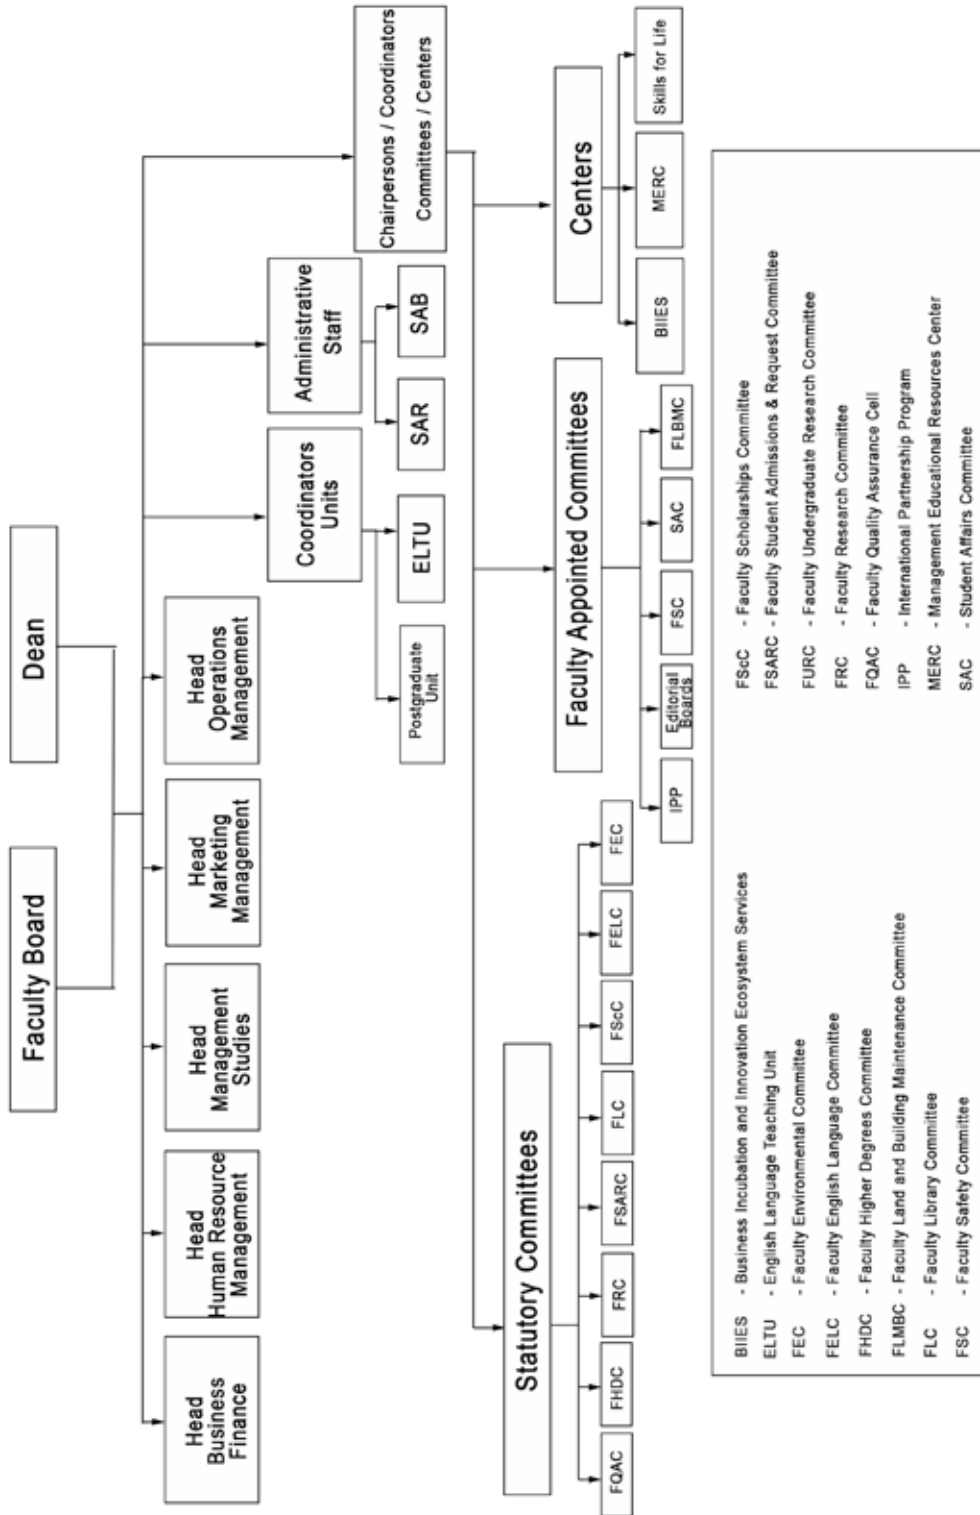 Faculty Board
Dean
Head
Business
Finance
Head
Human Resource
Management
Head
Management
Studies
Head
Marketing
Management
Head
Operations
Management
Coordinators
Units
Administrative
Staff
Chairpersons / Coordinators
Committees / Centers
Postgraduate
Unit
ELTU
SAR
SAB
Statutory Committees
Faculty Appointed Committees
Centers
FQAC
FHDC
FRC
FSARC
FLC
FScC
FELC
FEC
IPP
Editorial
Boards
FSC
SAC
FLBMC
BIIES
MERC
Skills for Life
BIIES - Business Incubation and Innovation Ecosystem Services
ELTU - English Language Teaching Unit
FEC - Faculty Environmental Committee
FELC - Faculty English Language Committee
FHDC - Faculty Higher Degrees Committee
FLMBC - Faculty Land and Building Maintenance Committee
FLC - Faculty Library Committee
FSC - Faculty Safety Committee
FScC - Faculty Scholarships Committee
FSARC - Faculty Student Admissions & Request Committee
FURC - Faculty Undergraduate Research Committee
FRC - Faculty Research Committee
FQAC - Faculty Quality Assurance Cell
IPP - International Partnership Program
MERC - Management Educational Resources Center
SAC - Student Affairs Committee